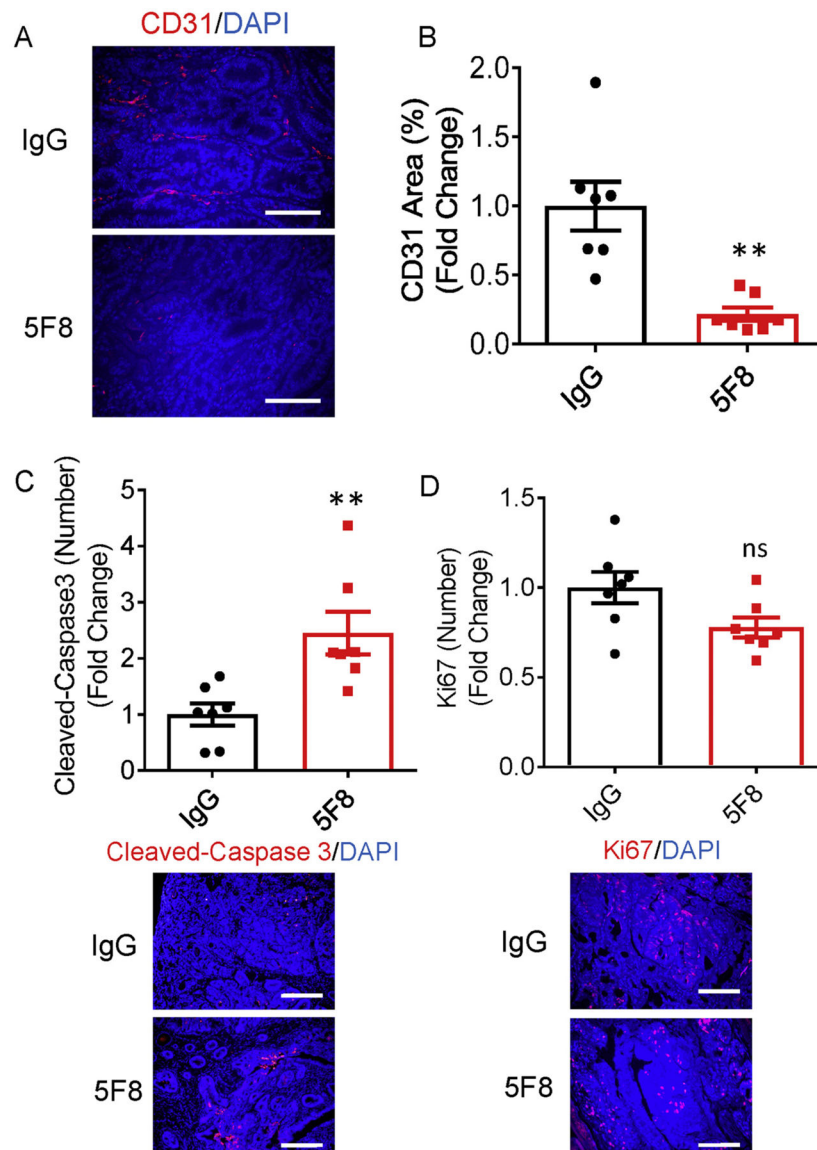 A
CD31/DAPI
IgG
5F8
B
CD31 Area (%)
(Fold Change)
2.0
1.5
1.0
0.5
0.0
**
IgG
5F8
C
Cleaved-Caspase3 (Number)
(Fold Change)
5
4
3
2
1
0
**
IgG
5F8
Cleaved-Caspase 3/DAPI
IgG
5F8
D
Ki67 (Number)
(Fold Change)
1.5
1.0
0.5
0.0
ns
IgG
5F8
Ki67/DAPI
IgG
5F8